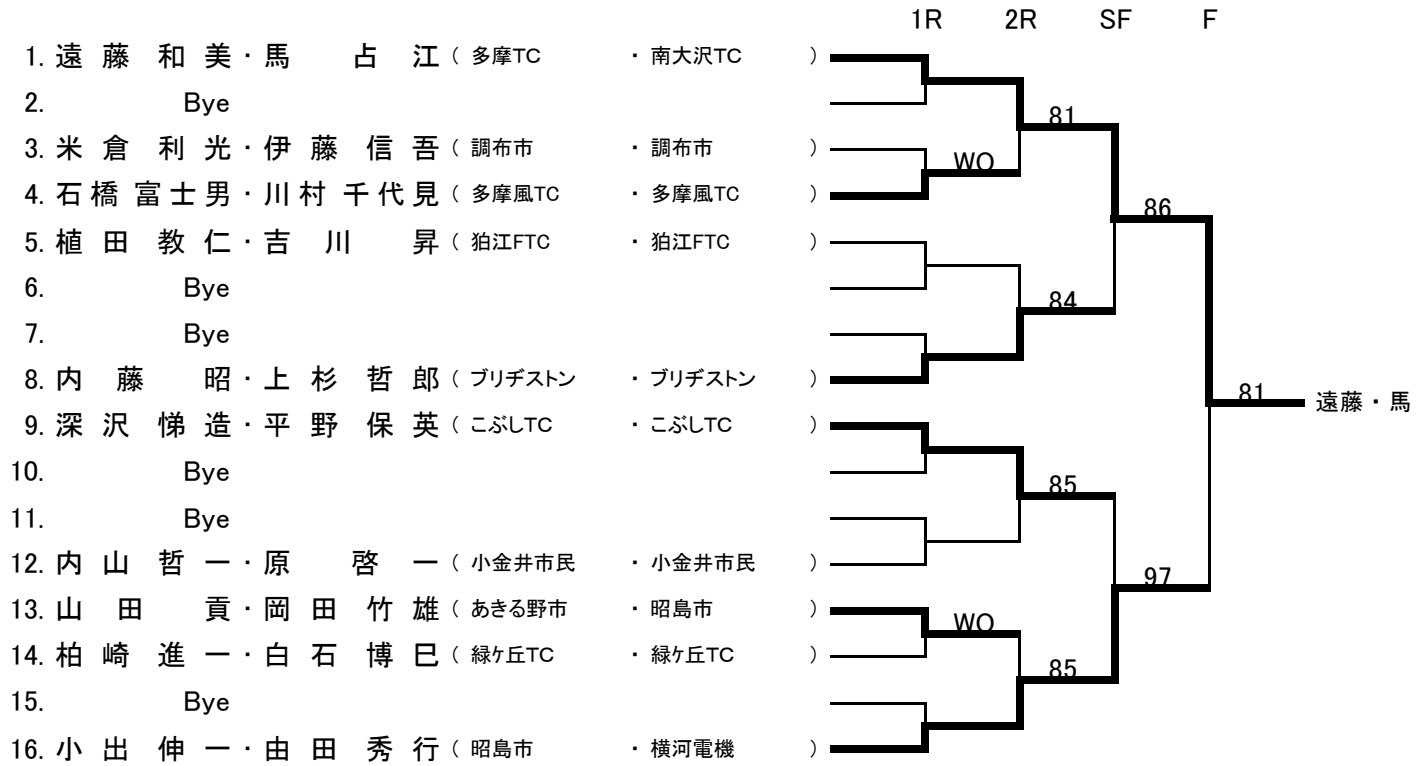 1R 2R SF F
1. 遠藤和美・馬占江 ( 多摩TC ・ 南大沢TC )
2. Bye
81
3. 米倉利光・伊藤信吾 ( 調布市 ・ 調布市 )
WO
4. 石橋富士男・川村千代見 ( 多摩風TC ・ 多摩風TC )
86
5. 植田教仁・吉川昇 ( 狛江FTC ・ 狛江FTC )
6. Bye
84
7. Bye
8. 内藤昭・上杉哲郎 ( ブリヂストン ・ ブリヂストン )
81 遠藤・馬
9. 深沢悌造・平野保英 ( こぶしTC ・ こぶしTC )
10. Bye
85
11. Bye
12. 内山哲一・原啓一 ( 小金井市民 ・ 小金井市民 )
97
13. 山田貢・岡田竹雄 ( あきる野市 ・ 昭島市 )
WO
14. 柏崎進一・白石博巳 ( 緑ケ丘TC ・ 緑ケ丘TC )
85
15. Bye
16. 小出伸一・由田秀行 ( 昭島市 ・ 横河電機 )